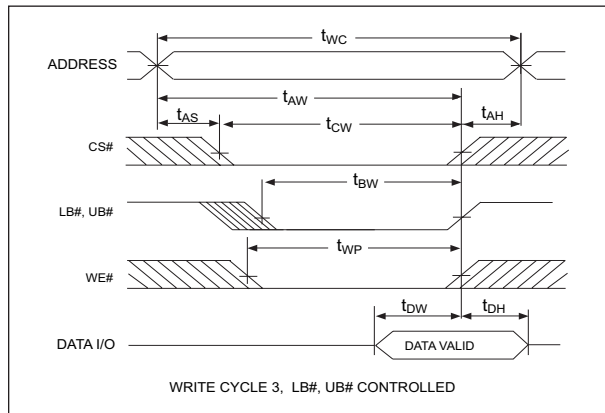 tWC
ADDRESS
tAW
tAS
tCW
tAH
CS#
tBW
LB#, UB#
tWP
WE#
tDW
tDH
DATA I/O
DATA VALID
WRITE CYCLE 3, LB#, UB# CONTROLLED